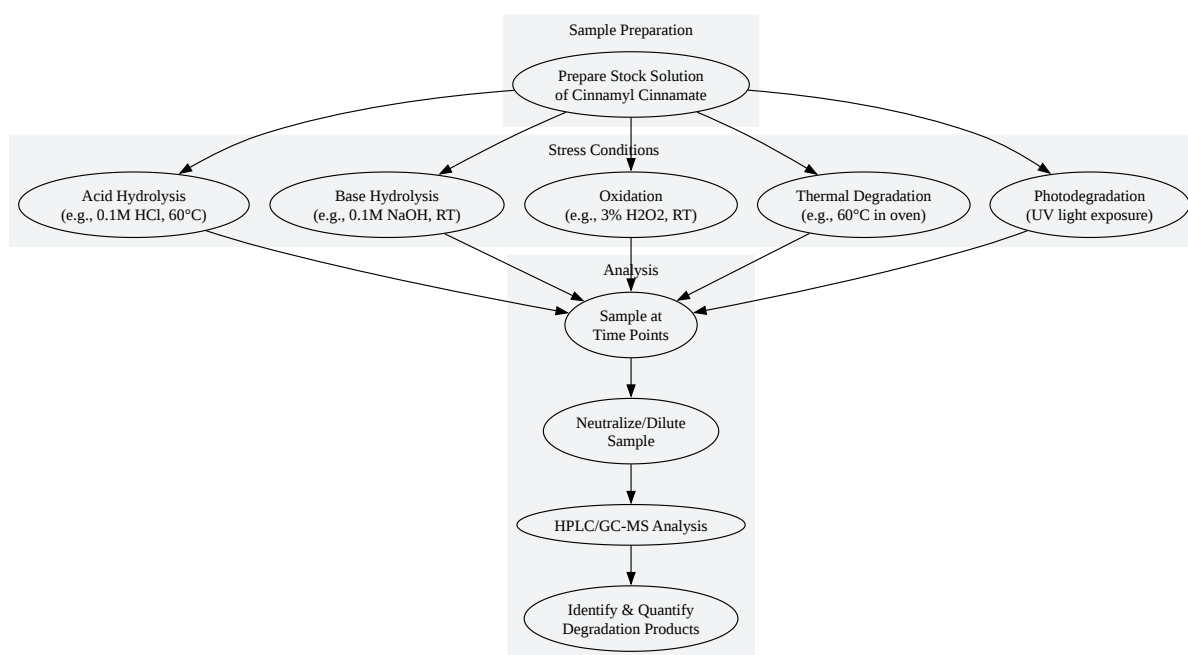 Sample Preparation
Prepare Stock Solution
of Cinnamyl Cinnamate
Stress Conditions
Acid Hydrolysis
(e.g., 0.1M HCl, 60°C)
Base Hydrolysis
(e.g., 0.1M NaOH, RT)
Oxidation
(e.g., 3% H2O2, RT)
Thermal Degradation
(e.g., 60°C in oven)
Photodegradation
(UV light exposure)
Analysis
Sample at
Time Points
Neutralize/Dilute
Sample
HPLC/GC-MS Analysis
Identify & Quantify
Degradation Products